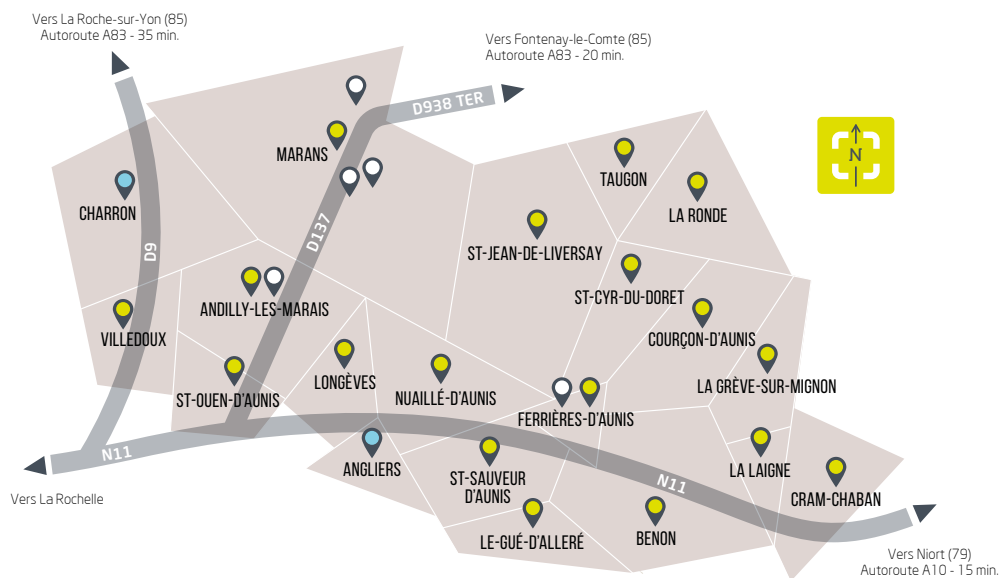 Vers La Roche-sur-Yon (85)
Autoroute A83 - 35 min.
Vers Fontenay-le-Comte (85)
Autoroute A83 - 20 min.
D938 TER
MARANS
N
TAUGON
CHARRON
LA RONDE
D137
D9
ST-JEAN-DE-LIVERSAY
ST-CYR-DU-DORET
ANDILLY-LES-MARAIS
VILLEDOUX
COURÇON-D'AUNIS
LONGÈVES
LA GRÈVE-SUR-MIGNON
ST-OUEN-D'AUNIS
NUAILLÉ-D'AUNIS
FERRIÈRES-D'AUNIS
N11
ANGLIERS
LA LAIGNE
ST-SAUVEUR
D'AUNIS
N11
CRAM-CHABAN
Vers La Rochelle
LE-GUÉ-D'ALLERÉ
BENON
Vers Niort (79)
Autoroute A10 - 15 min.